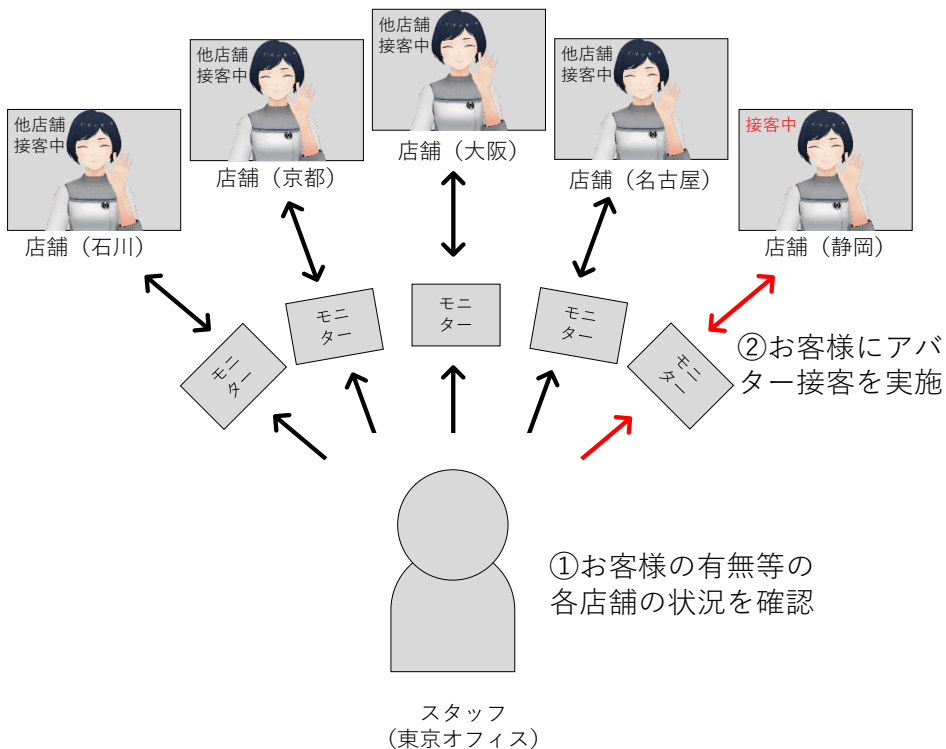 他店舗
接客中
店舗（石川）
他店舗
接客中
店舗（京都）
他店舗
接客中
店舗（大阪）
他店舗
接客中
店舗（名古屋）
接客中
店舗（静岡）
モニ
ター
モニ
ター
モニ
ター
モニ
ター
モニ
ター
②お客様にアバ
ター接客を実施
①お客様の有無等の
各店舗の状況を確認
スタッフ
（東京オフィス）